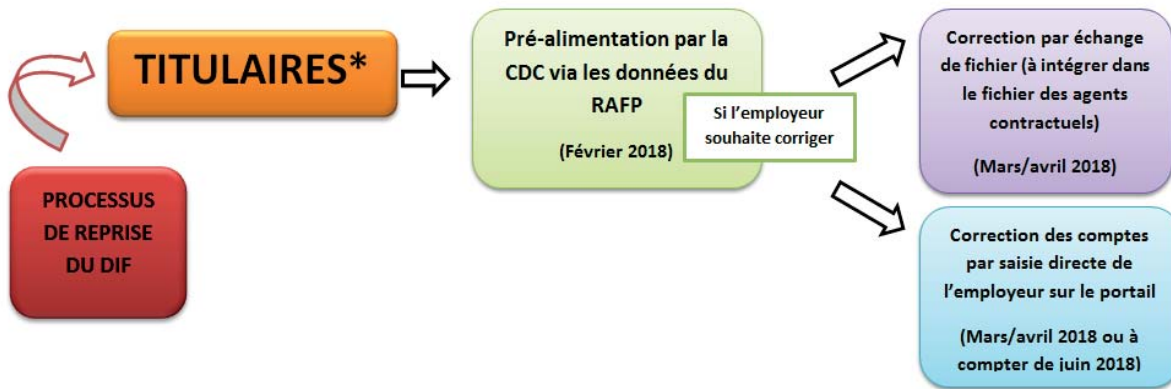 TITULAIRES*
PROCESSUS
DE REPRISE
DU DIF
Pré-alimentation par la
CDC via les données du
RAFP
(Février 2018)
Si l'employeur
souhaite corriger
Correction par échange
de fichier (à intégrer dans
le fichier des agents
contractuels)
(Mars/avril 2018)
Correction des comptes
par saisie directe de
l'employeur sur le portail
(Mars/avril 2018 ou à
compter de juin 2018)